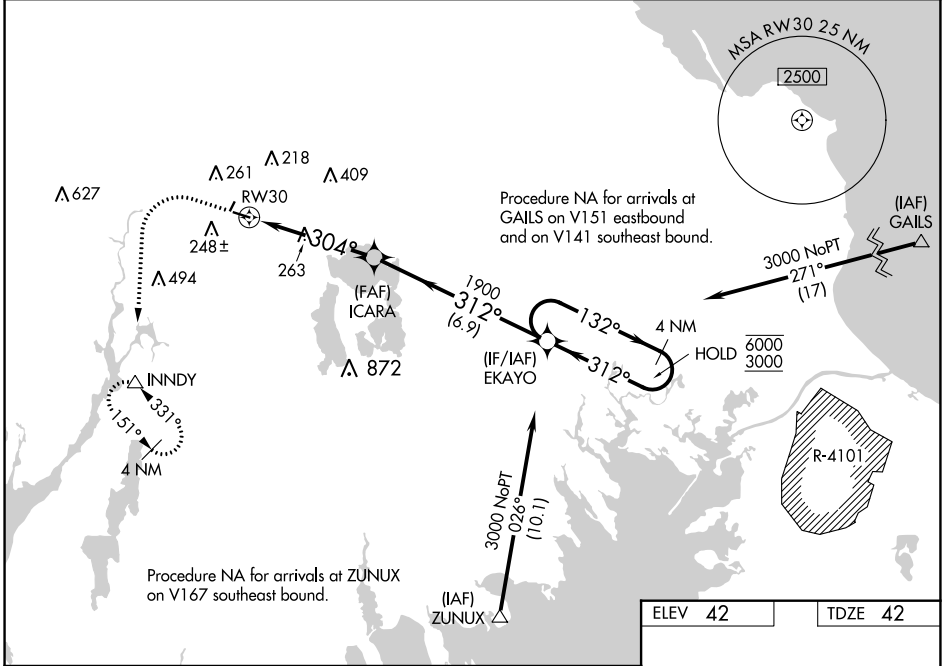 MSA RW30 25 NM
2500
218
261
409
627
RW30
Procedure NA for arrivals at
GAILS on V151 eastbound
and on V141 southeast bound.
(IAF)
GAILS
248±
304°
263
3000 NoPT
271°
(17)
494
(FAF)
ICARA
1900
312°
(6.9)
132°
4 NM
HOLD
6000
3000
872
(IF/IAF)
EKAYO
312°
INNDY
331°
151°
4 NM
R-4101
3000 NoPT
026°
(10.1)
Procedure NA for arrivals at ZUNUX
on V167 southeast bound.
(IAF)
ZUNUX
ELEV 42
TDZE 42